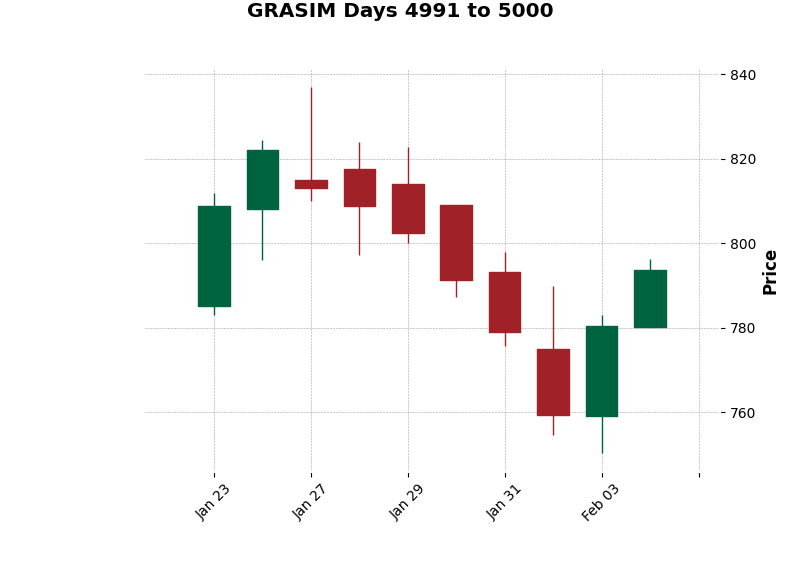 GRASIM Days 4991 to 5000
840
820
800
780
760
Price
Jan 23
Jan 27
Jan 29
Jan 31
Feb 03